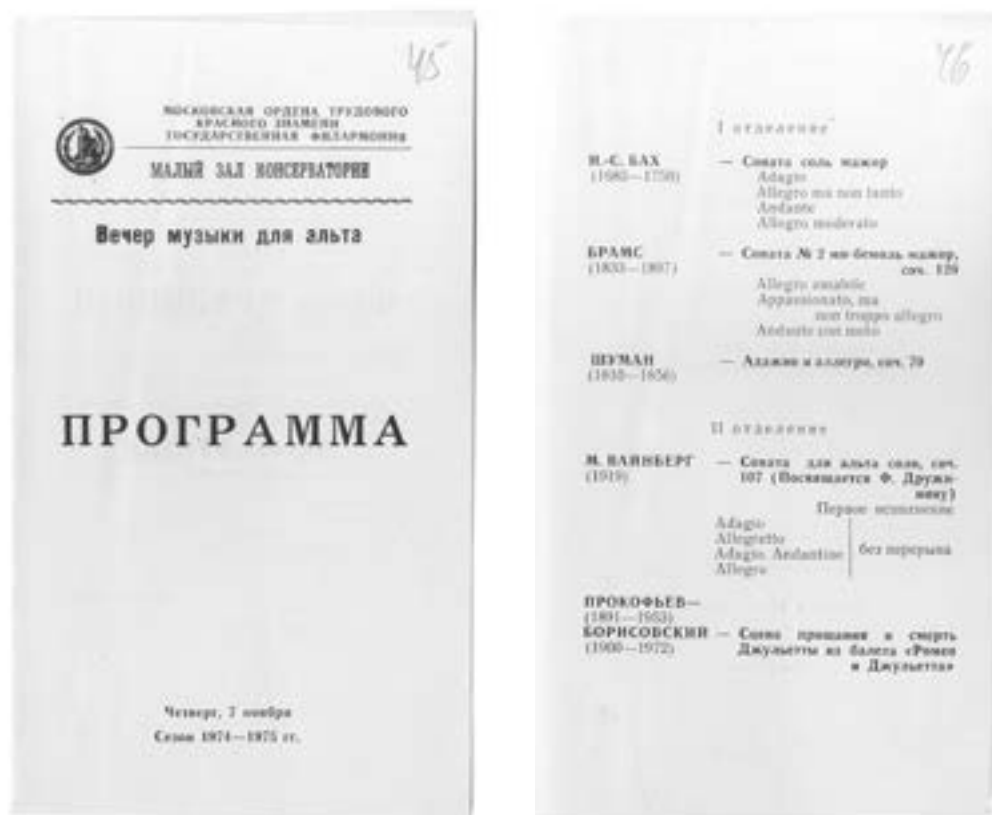 45
МОСКОВСКАЯ ОРДЕНА ТРУДОВОГО
КРАСНОГО ЗНАМЕНИ
ГОСУДАРСТВЕННАЯ ФИЛАРМОНИЯ
МАЛЫЙ ЗАЛ КОНСЕРВАТОРИИ
Вечер музыки для альта
ПРОГРАММА
Четверг, 7 ноября
Сезон 1974—1975 гг.
46
I отделение
И.-С. БАХ — Соната соль мажор
(1685—1750)
Adagio
Allegro ma non tanto
Andante
Allegro moderato
БРАМС — Соната № 2 ми-бемоль мажор,
(1833—1897) соч. 120
Allegro amabile
Appassionato, ma
non troppo allegro
Andante con moto
ШУМАН — Адажио и аллегро, соч. 70
(1810—1856)
II отделение
М. ВАЙНБЕРГ — Соната для альта соло, соч.
(1919) 107 (Посвящается Ф. Дружи-
нину)
Первое исполнение
Adagio
Allegretto
Adagio Andantino
Allegro
без перерыва
ПРОКОФЬЕВ—
(1891—1953)
БОРИСОВСКИЙ — Сцена прощания и смерть
(1900—1972) Джульетты из балета «Ромео
и Джульетта»